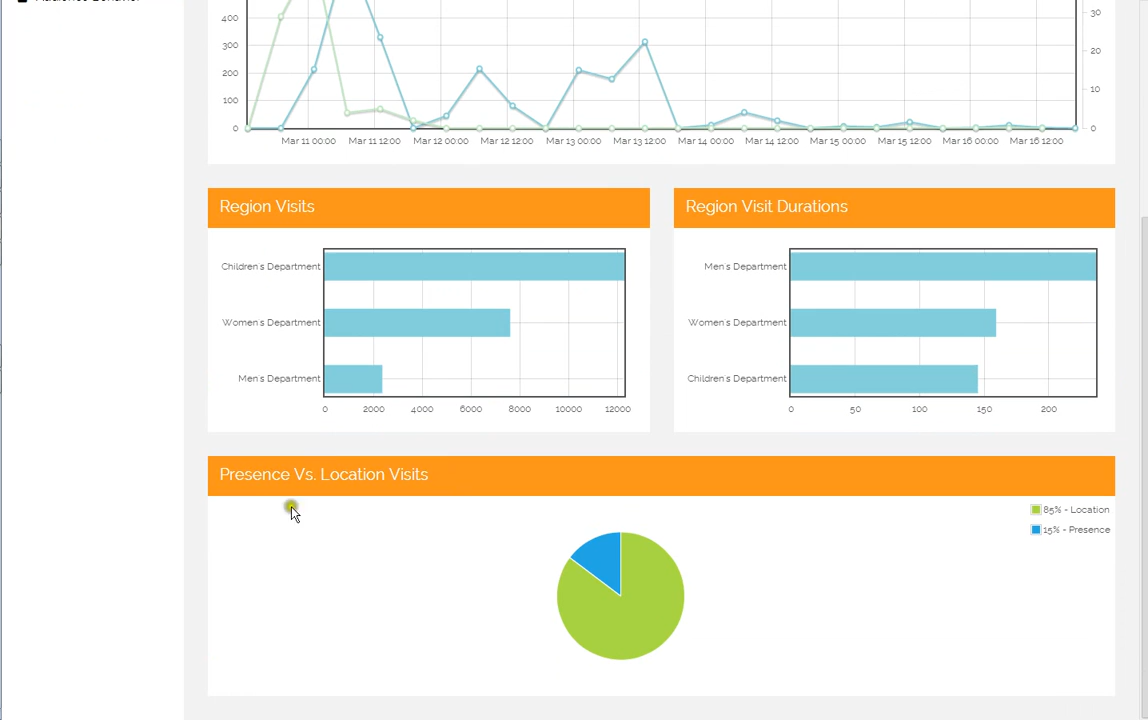 Audience Behavior
400
300
200
100
0
30
20
10
0
Mar 11 00:00 Mar 11 12:00 Mar 12 00:00 Mar 12 12:00 Mar 13 00:00 Mar 13 12:00 Mar 14 00:00 Mar 14 12:00 Mar 15 00:00 Mar 15 12:00 Mar 16 00:00 Mar 16 12:00
Region Visits
Children's Department
Women's Department
Men's Department
0 2000 4000 6000 8000 10000 12000
Region Visit Durations
Men's Department
Women's Department
Children's Department
0 50 100 150 200
Presence Vs. Location Visits
85% - Location
15% - Presence